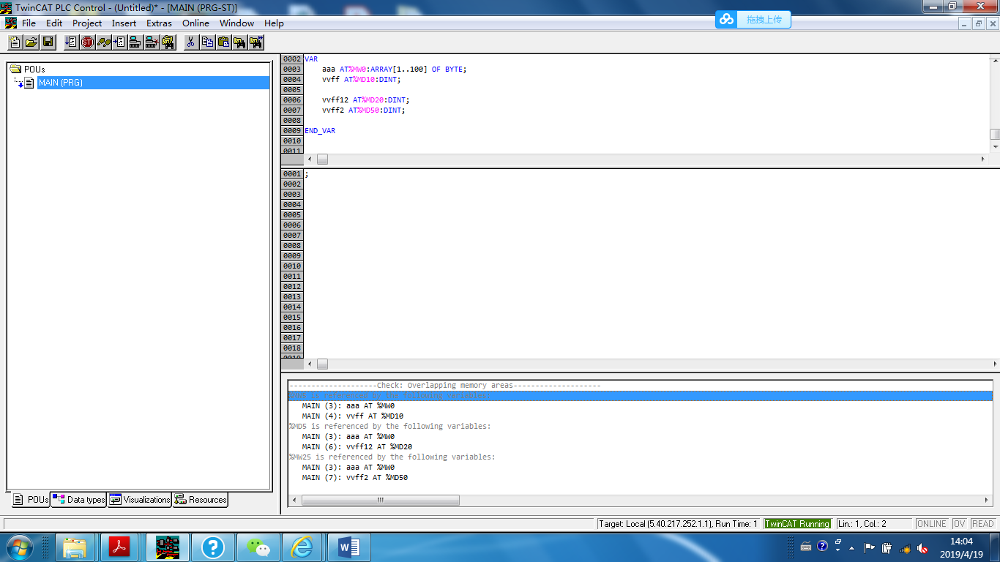 TwinCAT PLC Control - (Untitled)* - [MAIN (PRG-ST)]
拖拽上传
File Edit Project Insert Extras Online Window Help
POUs
MAIN (PRG)
0002 VAR
0003 aaa AT%MW0:ARRAY[1..100] OF BYTE;
0004 vvff AT%MD10:DINT;
0005
0006 vvff12 AT%MD20:DINT;
0007 vvff2 AT%MD50:DINT;
0008
0009 END_VAR
0010
0011
0001 ;
0002
0003
0004
0005
0006
0007
0008
0009
0010
0011
0012
0013
0014
0015
0016
0017
0018
--------------------Check: Overlapping memory areas--------------------
is referenced by the following variables:
MAIN (3): aaa AT %MW0
MAIN (4): vvff AT %MD10
%MD5 is referenced by the following variables:
MAIN (3): aaa AT %MW0
MAIN (6): vvff12 AT %MD20
%MW25 is referenced by the following variables:
MAIN (3): aaa AT %MW0
MAIN (7): vvff2 AT %MD50
POUs Data types Visualizations Resources
Target: Local (5.40.217.252.1.1), Run Time: 1 TwinCAT Running Lin.: 1, Col.: 2 ONLINE OV READ
14:04
2019/4/19